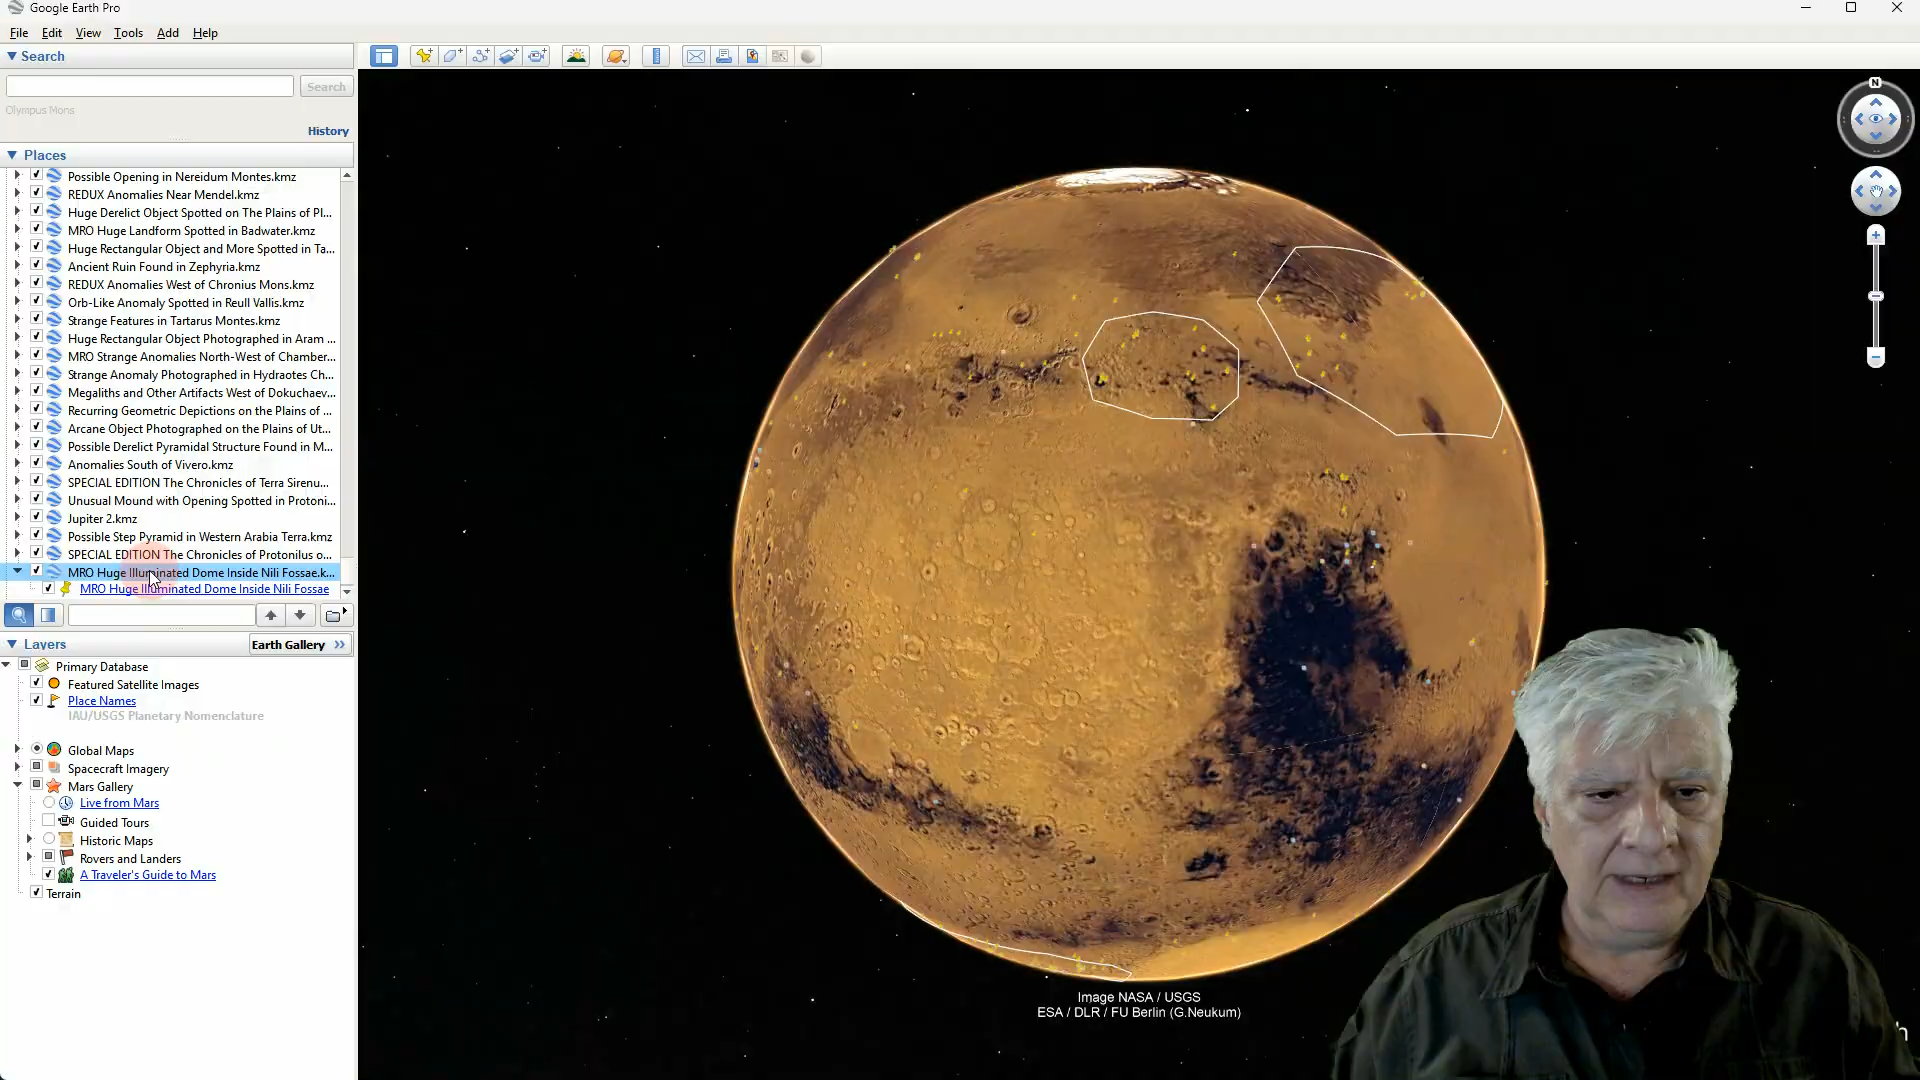 Google Earth Pro
File Edit View Tools Add Help
Search
Search
Olympus Mons
History
Places
Possible Opening in Nereidum Montes.kmz
REDUX Anomalies Near Mendel.kmz
Huge Derelict Object Spotted on The Plains of Pl...
MRO Huge Landform Spotted in Badwater.kmz
Huge Rectangular Object and More Spotted in Ta...
Ancient Ruin Found in Zephyria.kmz
REDUX Anomalies West of Chronius Mons.kmz
Orb-Like Anomaly Spotted in Reull Vallis.kmz
Strange Features in Tartarus Montes.kmz
Huge Rectangular Object Photographed in Aram ...
MRO Strange Anomalies North-West of Chamber...
Strange Anomaly Photographed in Hydraotes Ch...
Megaliths and Other Artifacts West of Dokuchaev...
Recurring Geometric Depictions on the Plains of ...
Arcane Object Photographed on the Plains of Ut...
Possible Derelict Pyramidal Structure Found in M...
Anomalies South of Vivero.kmz
SPECIAL EDITION The Chronicles of Terra Sirenu...
Unusual Mound with Opening Spotted in Protoni...
Jupiter 2.kmz
Possible Step Pyramid in Western Arabia Terra.kmz
SPECIAL EDITION The Chronicles of Protonilus o...
MRO Huge Illuminated Dome Inside Nili Fossae.k...
MRO Huge Illuminated Dome Inside Nili Fossae
Layers
Earth Gallery »
Primary Database
Featured Satellite Images
Place Names
IAU/USGS Planetary Nomenclature
Global Maps
Spacecraft Imagery
Mars Gallery
Live from Mars
Guided Tours
Historic Maps
Rovers and Landers
A Traveler's Guide to Mars
Terrain
N
Image NASA / USGS
ESA / DLR / FU Berlin (G.Neukum)